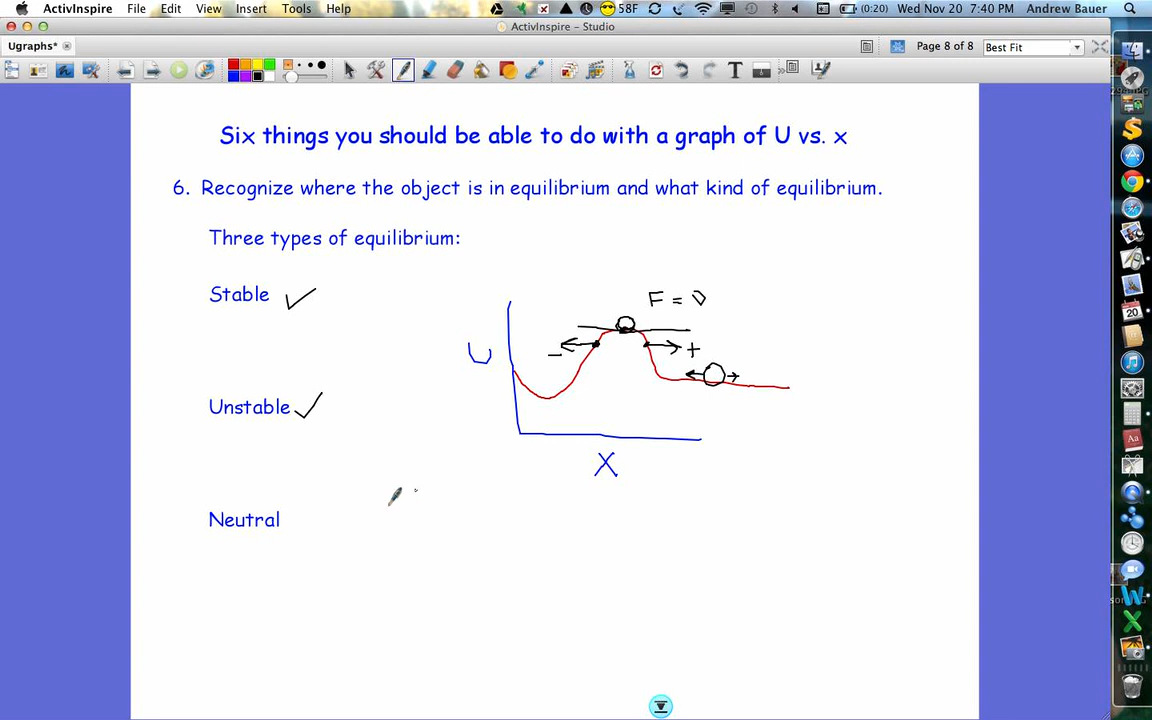 ActivInspire File Edit View Insert Tools Help 58F (0:20) Wed Nov 20 7:40 PM Andrew Bauer
ActivInspire – Studio
Ugraphs* Page 8 of 8 Best Fit
Six things you should be able to do with a graph of U vs. x
6. Recognize where the object is in equilibrium and what kind of equilibrium.
Three types of equilibrium:
Stable
F = 0
U
- +
Unstable
X
Neutral